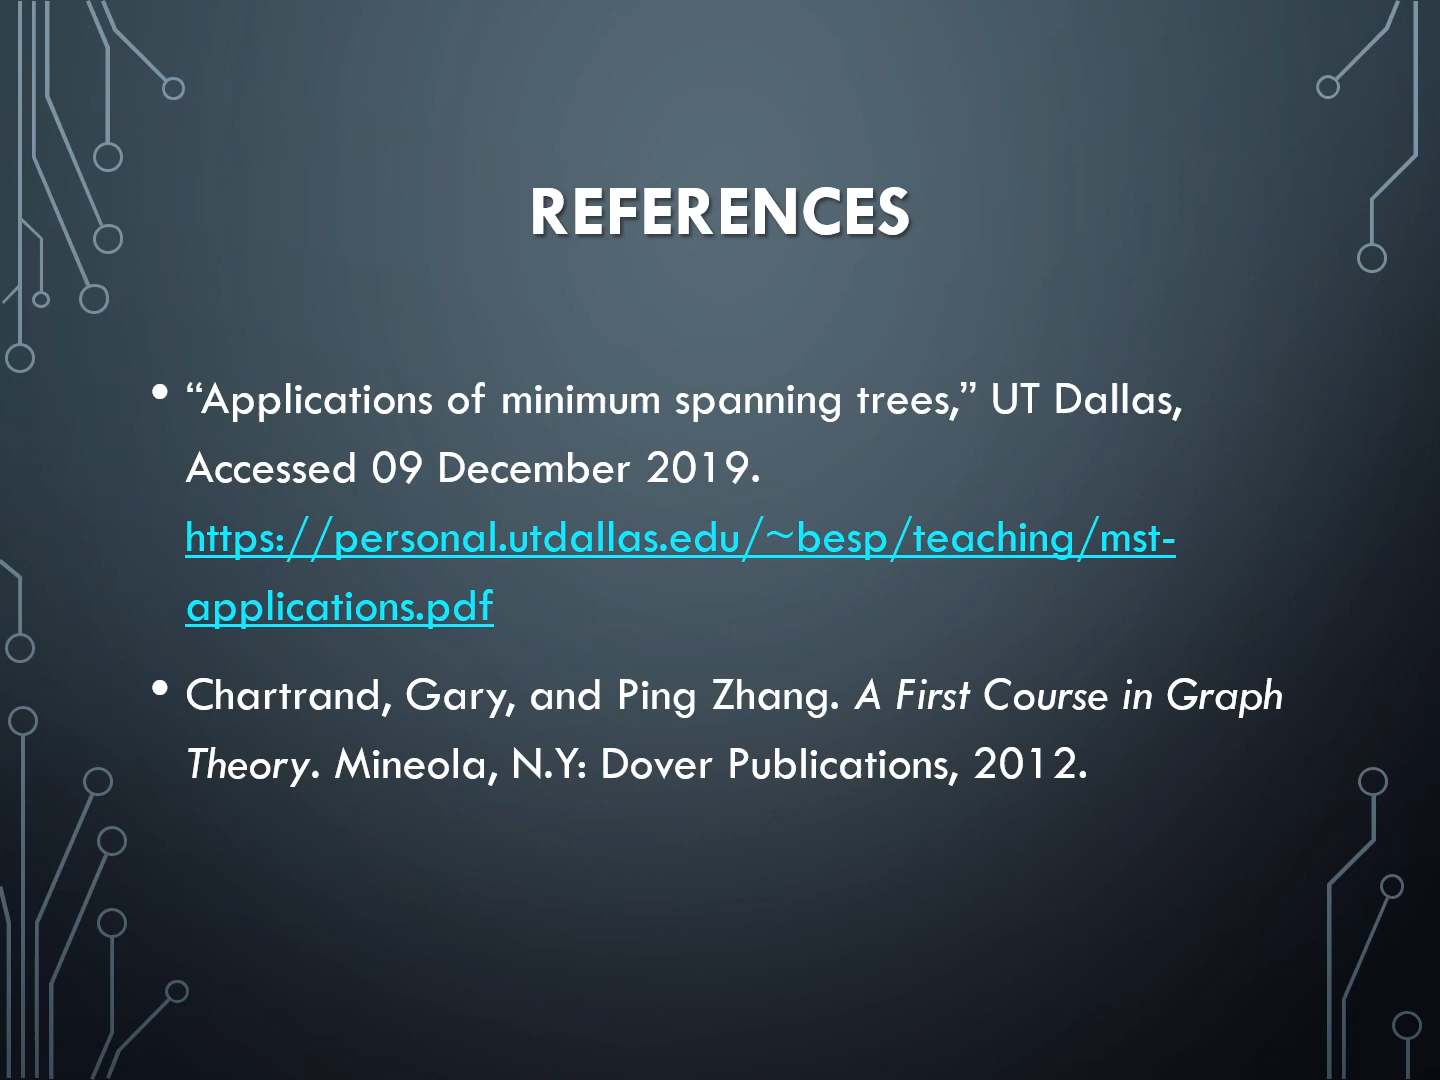 REFERENCES
• “Applications of minimum spanning trees,” UT Dallas,
Accessed 09 December 2019.
https://personal.utdallas.edu/~besp/teaching/mst-
applications.pdf
• Chartrand, Gary, and Ping Zhang. A First Course in Graph
Theory. Mineola, N.Y: Dover Publications, 2012.